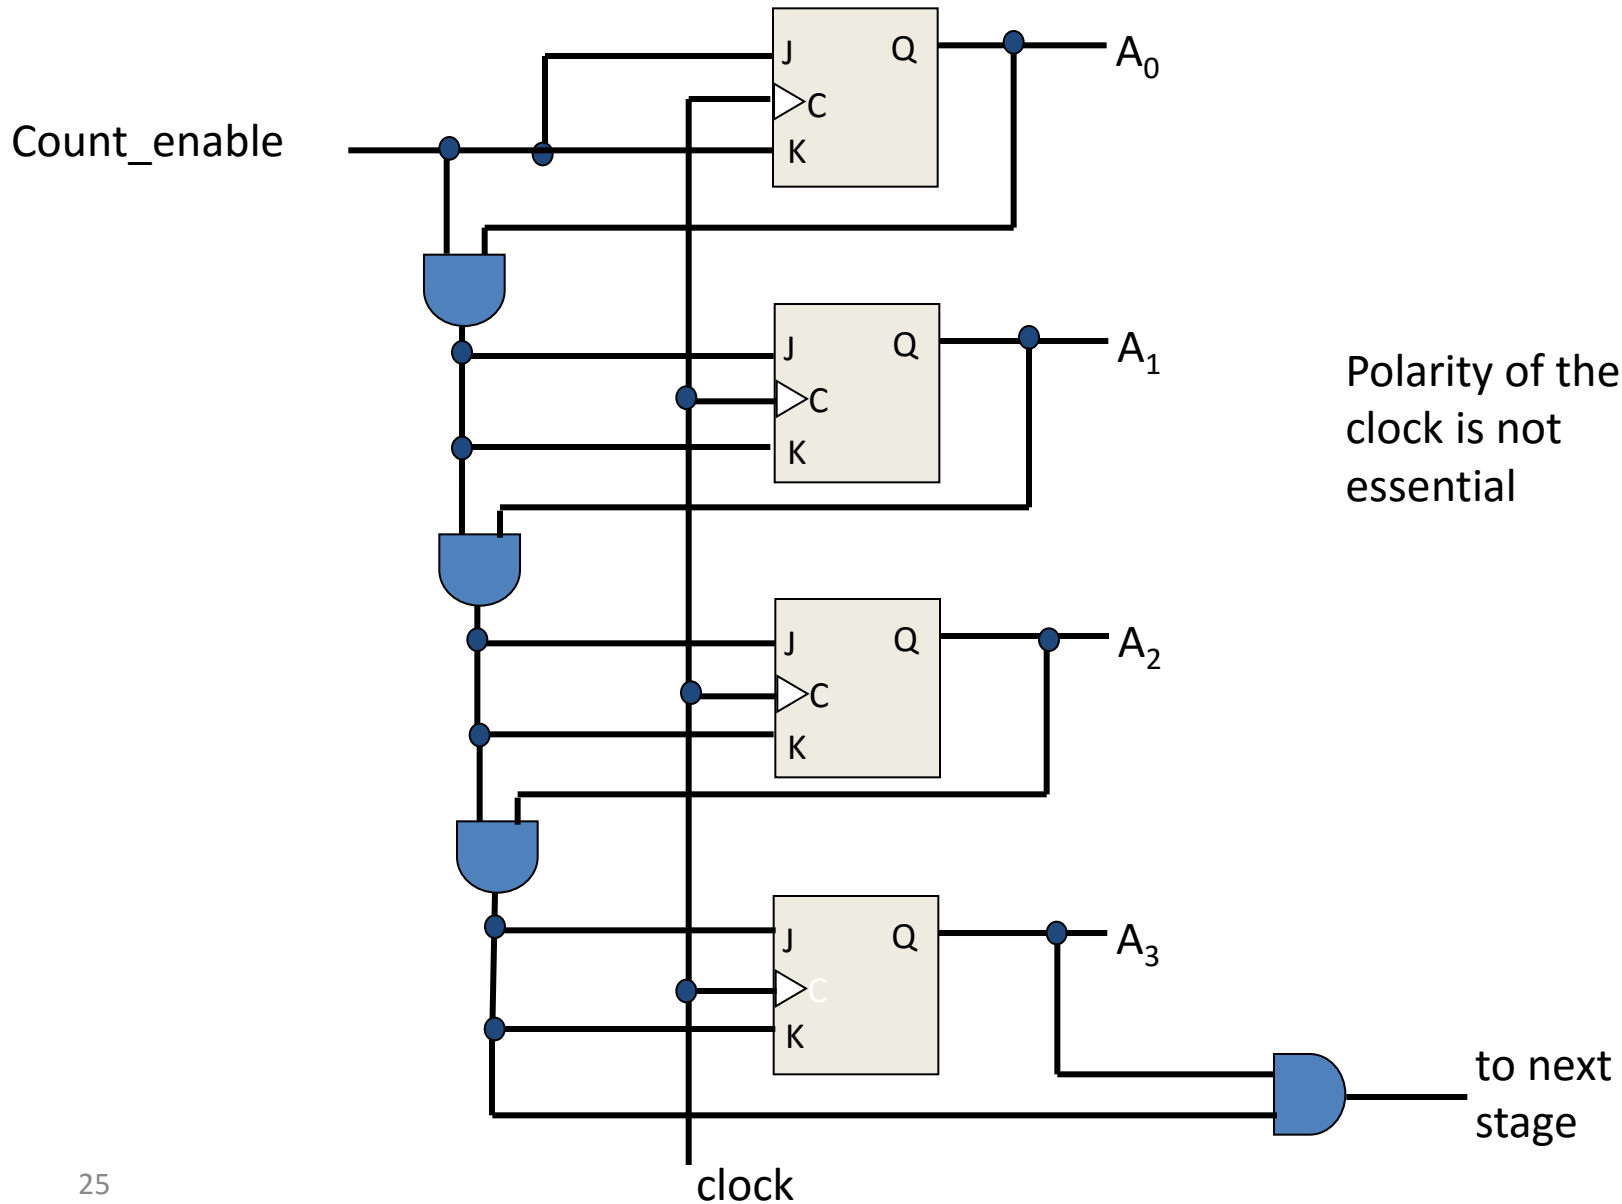 J Q A₀
C
Count_enable
K
J Q A₁
C
K
Polarity of the
clock is not
essential
J Q A₂
C
K
J Q A₃
C
K
to next
stage
clock
25